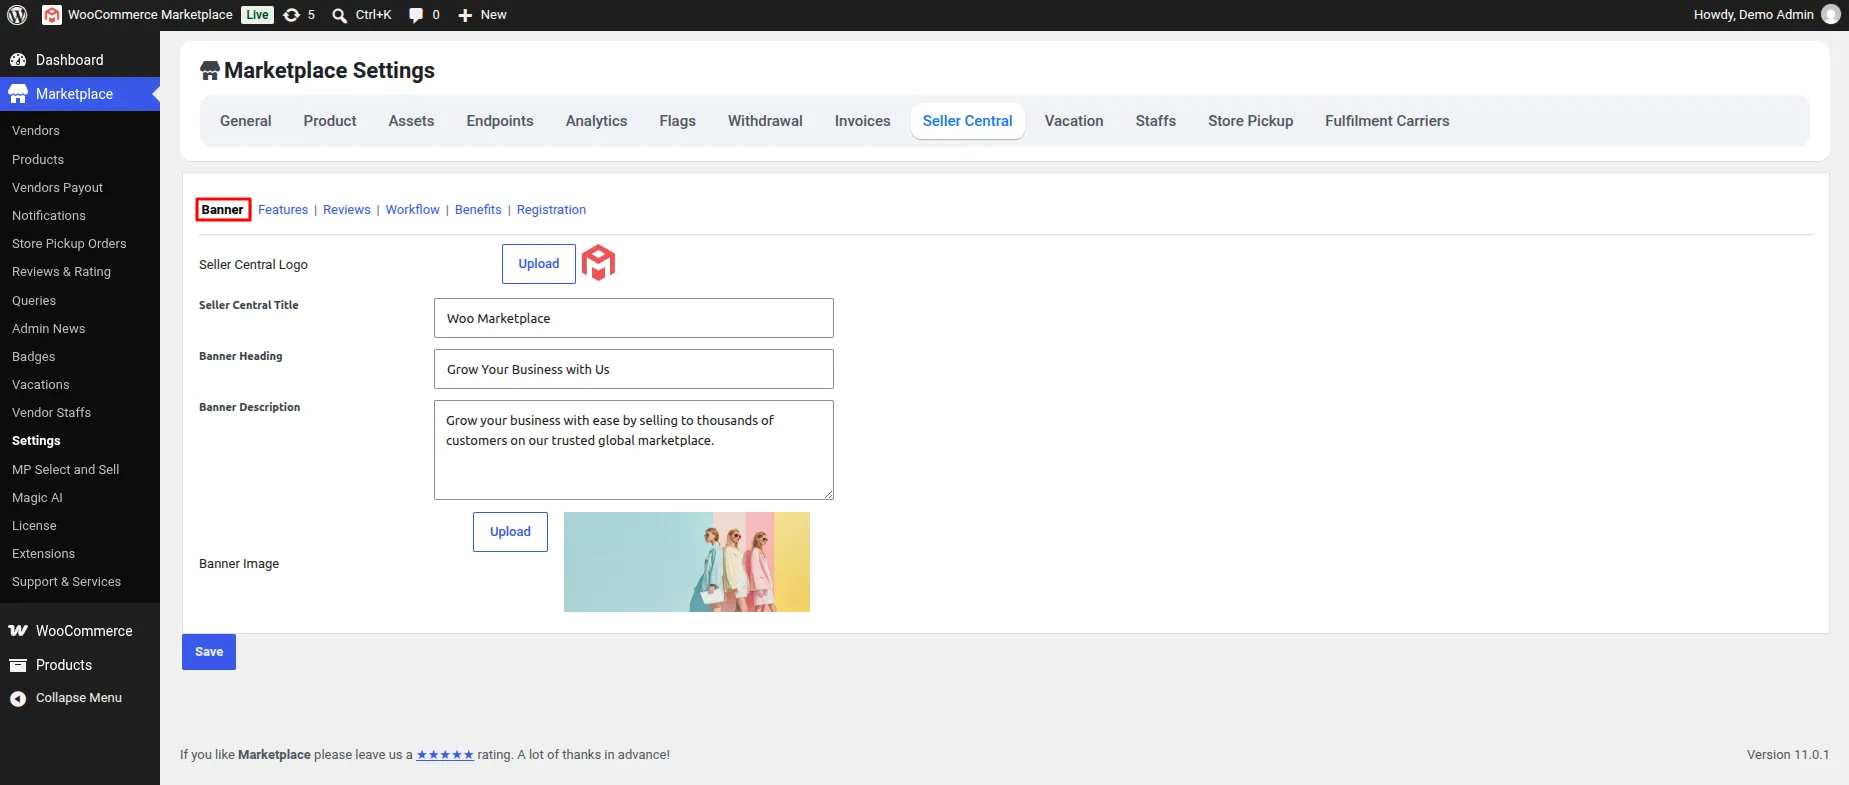 WooCommerce Marketplace Live 5 Ctrl+K 0 New Howdy, Demo Admin
Dashboard
Marketplace
Vendors
Products
Vendors Payout
Notifications
Store Pickup Orders
Reviews & Rating
Queries
Admin News
Badges
Vacations
Vendor Staffs
Settings
MP Select and Sell
Magic AI
License
Extensions
Support & Services
WooCommerce
Products
Collapse Menu
Marketplace Settings
General Product Assets Endpoints Analytics Flags Withdrawal Invoices Seller Central Vacation Staffs Store Pickup Fulfilment Carriers
Banner Features | Reviews | Workflow | Benefits | Registration
Seller Central Logo Upload
Seller Central Title Woo Marketplace
Banner Heading Grow Your Business with Us
Banner Description Grow your business with ease by selling to thousands of
customers on our trusted global marketplace.
Upload
Banner Image
Save
If you like Marketplace please leave us a ★★★★★ rating. A lot of thanks in advance! Version 11.0.1